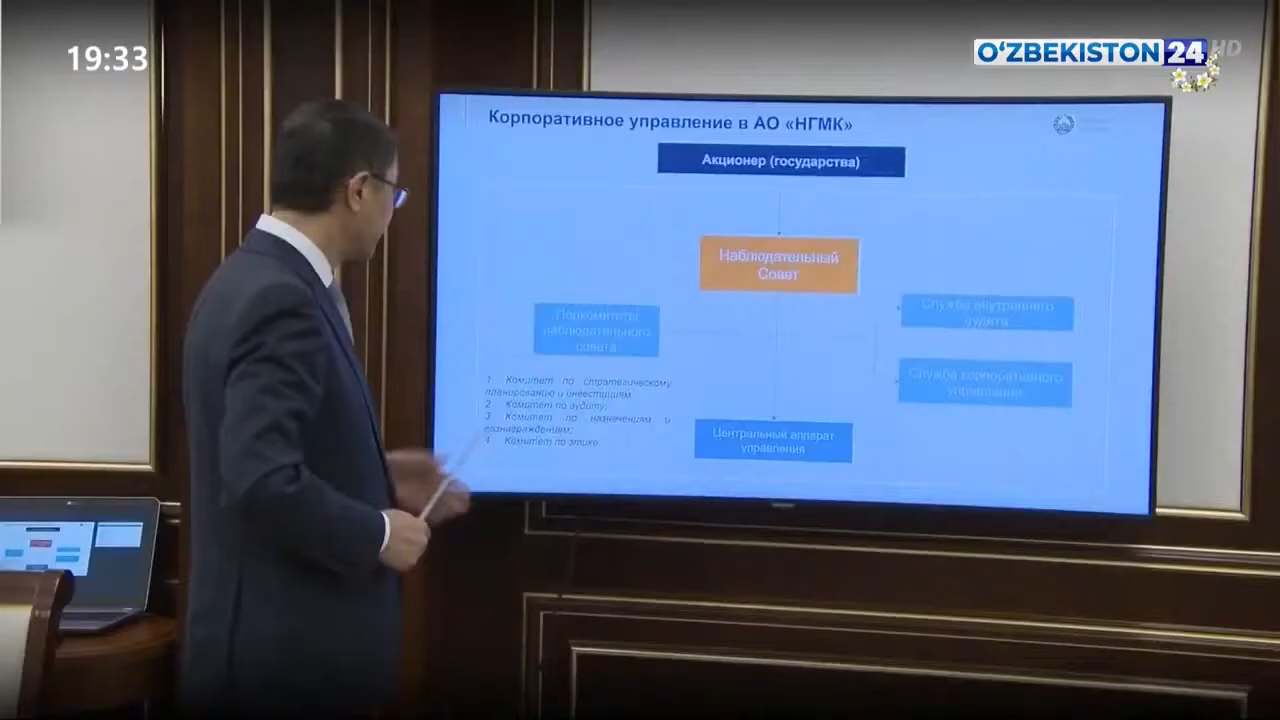 19:33
O‘ZBEKISTON 24 HD
Корпоративное управление в АО «НГМК»
Акционер (государства)
Наблюдательный
Совет
Подкомитеты
наблюдательного
совета
Служба внутреннего
аудита
Служба корпоративного
управления
1 Комитет по стратегическому
планированию и инвестициям
2 Комитет по аудиту;
3 Комитет по назначениям и
вознаграждениям;
4 Комитет по этике.
Центральный аппарат
управления